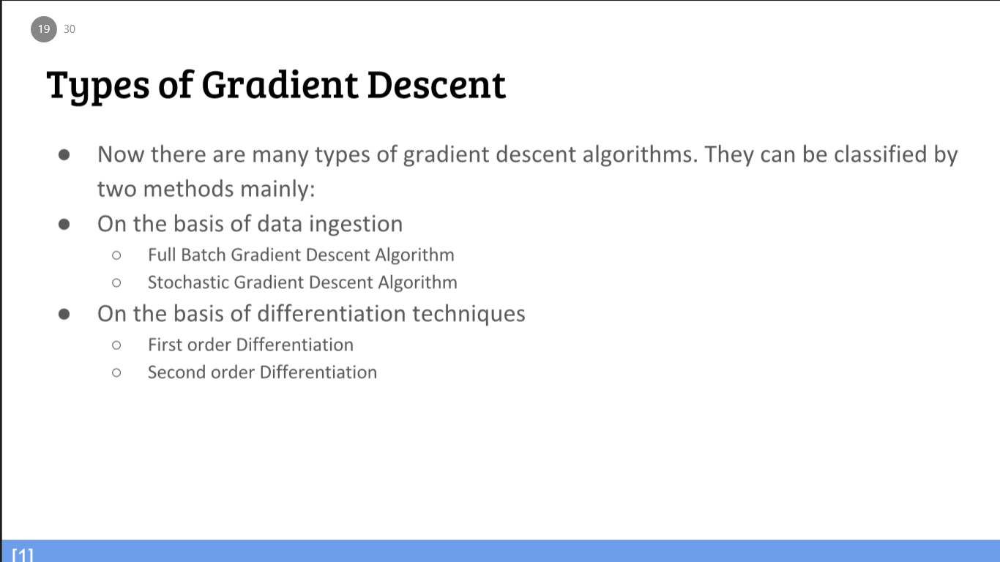 19 30
Types of Gradient Descent
● Now there are many types of gradient descent algorithms. They can be classified by
two methods mainly:
● On the basis of data ingestion
○ Full Batch Gradient Descent Algorithm
○ Stochastic Gradient Descent Algorithm
● On the basis of differentiation techniques
○ First order Differentiation
○ Second order Differentiation
[1]